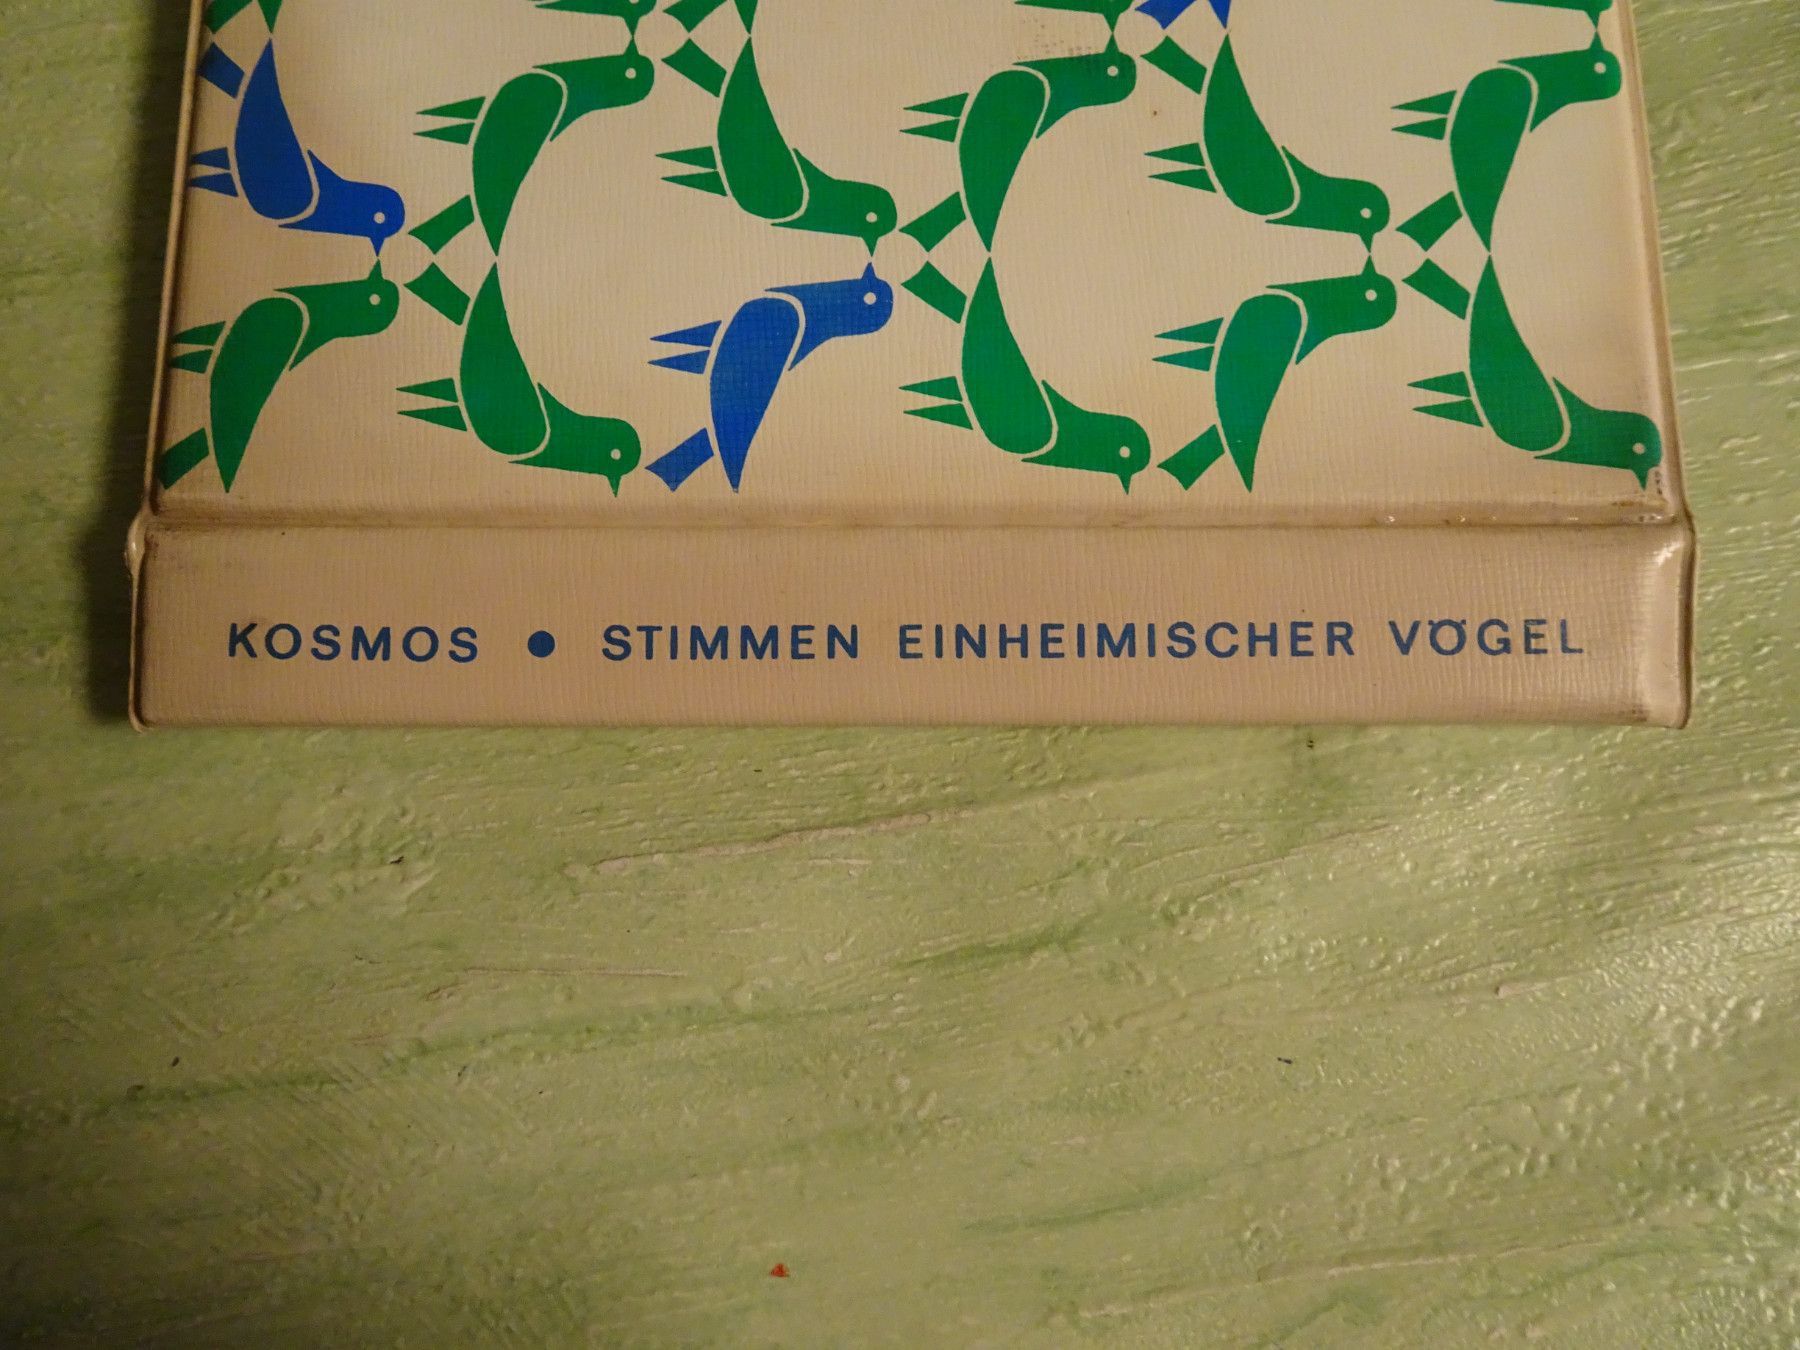 KOSMOS ● STIMMEN EINHEIMISCHER VÖGEL